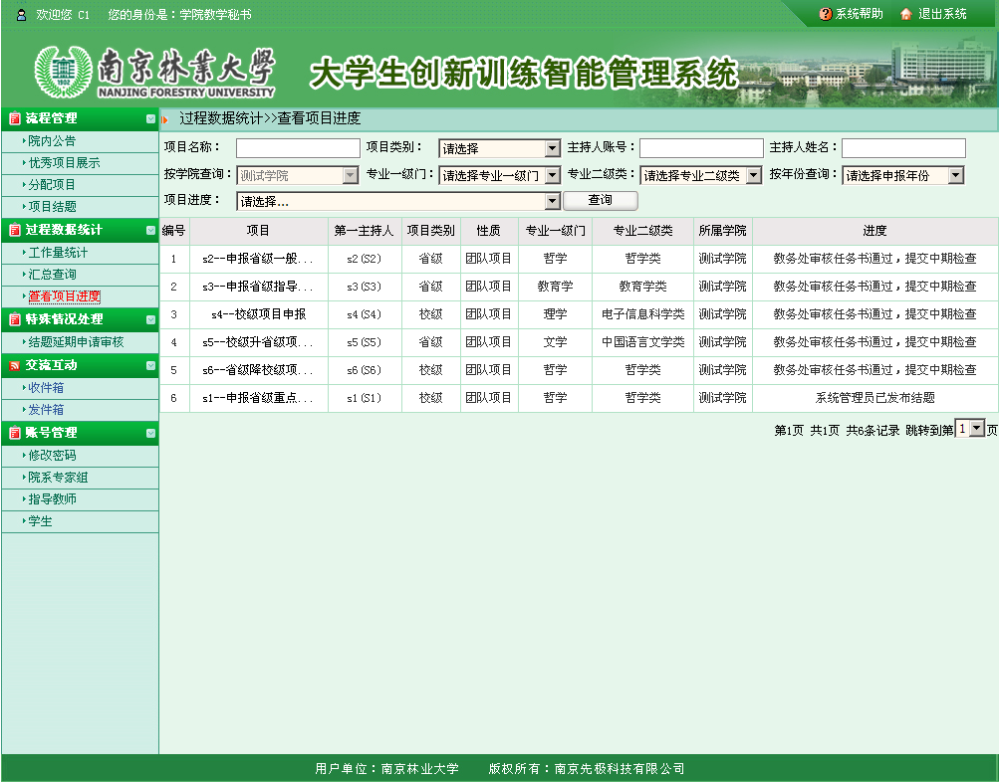 欢迎您 C1 您的身份是：学院教学秘书
系统帮助 退出系统
南京林業大學
NANJING FORESTRY UNIVERSITY
1902
大学生创新训练智能管理系统
流程管理
院内公告
优秀项目展示
分配项目
项目结题
过程数据统计
工作量统计
汇总查询
查看项目进度
特殊情况处理
结题延期申请审核
交流互动
收件箱
发件箱
账号管理
修改密码
院系专家组
指导教师
学生
过程数据统计>>查看项目进度
项目名称： 项目类别： 请选择 主持人账号： 主持人姓名：
按学院查询： 测试学院 专业一级门： 请选择专业一级门 专业二级类： 请选择专业二级类 按年份查询： 请选择申报年份
项目进度： 请选择... 查询
编号 项目 第一主持人 项目类别 性质 专业一级门 专业二级类 所属学院 进度
1 s2--申报省级一般... s2(S2) 省级 团队项目 哲学 哲学类 测试学院 教务处审核任务书通过，提交中期检查
2 s3--申报省级指导... s3(S3) 省级 团队项目 教育学 教育学类 测试学院 教务处审核任务书通过，提交中期检查
3 s4--校级项目申报 s4(S4) 校级 团队项目 理学 电子信息科学类 测试学院 教务处审核任务书通过，提交中期检查
4 s5--校级升省级项... s5(S5) 省级 团队项目 文学 中国语言文学类 测试学院 教务处审核任务书通过，提交中期检查
5 s6--省级降校级项... s6(S6) 校级 团队项目 哲学 哲学类 测试学院 教务处审核任务书通过，提交中期检查
6 s1--申报省级重点... s1(S1) 校级 团队项目 哲学 哲学类 测试学院 系统管理员已发布结题
第1页 共1页 共6条记录 跳转到第 1 页
用户单位：南京林业大学 版权所有：南京先极科技有限公司